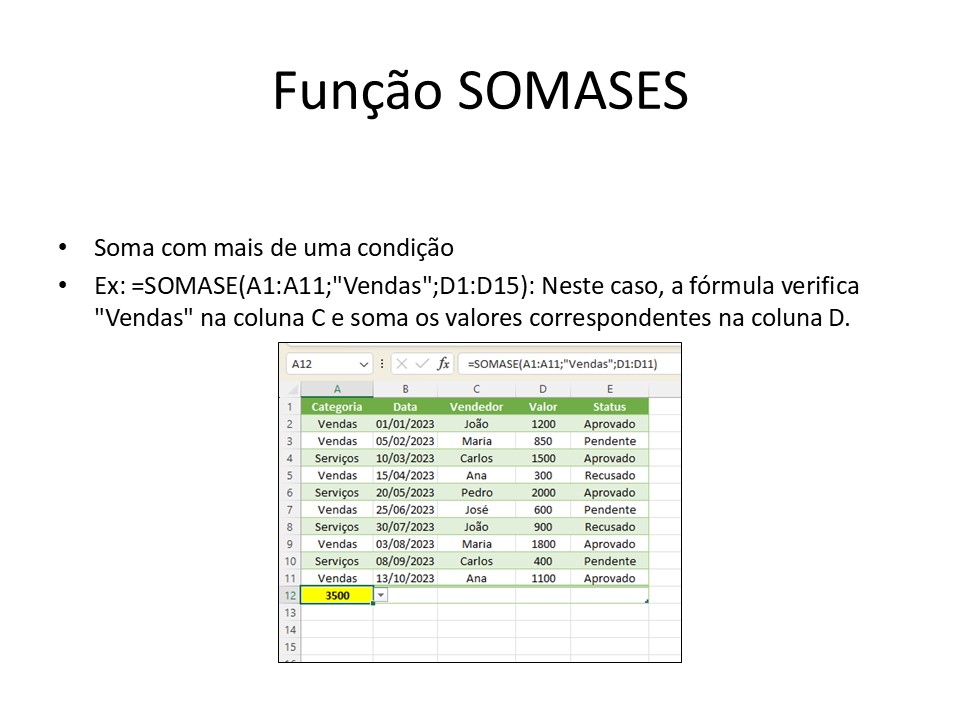 Função SOMASES
• Soma com mais de uma condição
• Ex: =SOMASE(A1:A11;"Vendas";D1:D15): Neste caso, a fórmula verifica
"Vendas" na coluna C e soma os valores correspondentes na coluna D.
A12 fx =SOMASE(A1:A11;"Vendas";D1:D11)
A B C D E
1 Categoria Data Vendedor Valor Status
2 Vendas 01/01/2023 João 1200 Aprovado
3 Vendas 05/02/2023 Maria 850 Pendente
4 Serviços 10/03/2023 Carlos 1500 Aprovado
5 Vendas 15/04/2023 Ana 300 Recusado
6 Serviços 20/05/2023 Pedro 2000 Aprovado
7 Vendas 25/06/2023 José 600 Pendente
8 Serviços 30/07/2023 João 900 Recusado
9 Vendas 03/08/2023 Maria 1800 Aprovado
10 Serviços 08/09/2023 Carlos 400 Pendente
11 Vendas 13/10/2023 Ana 1100 Aprovado
12 3500
13
14
15